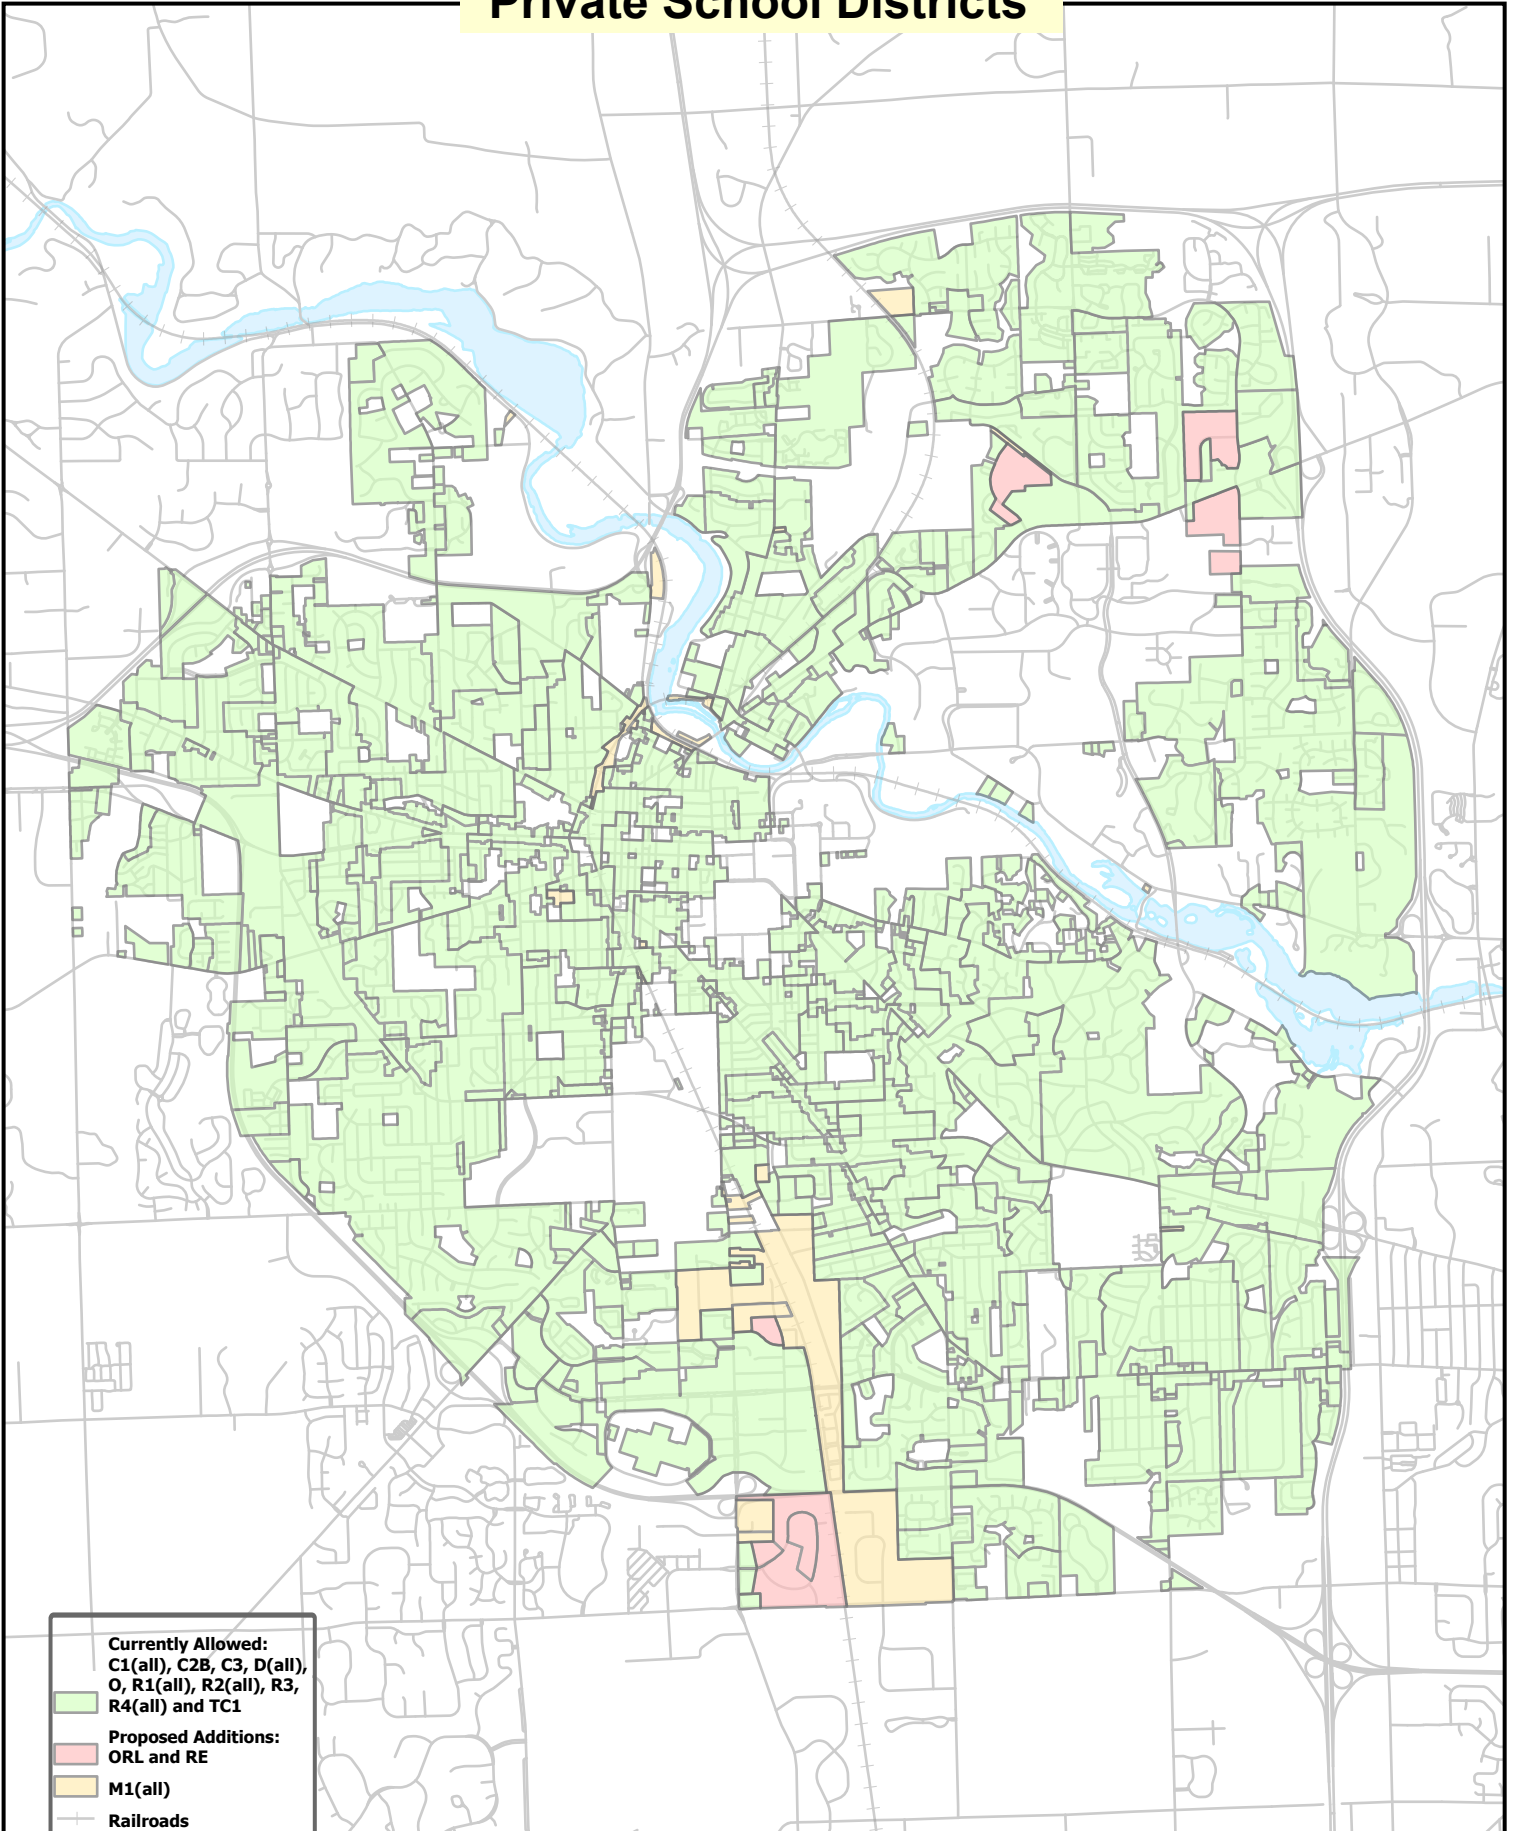 Private School Districts
Currently Allowed:
C1(all), C2B, C3, D(all),
O, R1(all), R2(all), R3,
R4(all) and TC1
Proposed Additions:
ORL and RE
M1(all)
Railroads